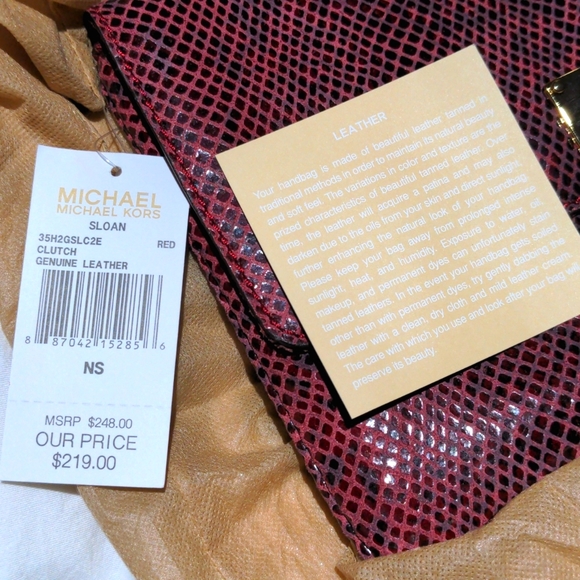 MICHAEL
MICHAEL KORS
SLOAN
35H2GSLC2E RED
CLUTCH
GENUINE LEATHER
8 87042 15285 6
NS
MSRP $248.00
OUR PRICE
$219.00
LEATHER
Your handbag is made of beautiful leather tanned in
traditional methods in order to maintain its natural beauty
and soft feel. The variations in color and texture are the
prized characteristics of beautiful tanned leather. Over
time, the leather will acquire a patina and may also
darken due to the oils from your skin and direct sunlight,
further enhancing the natural look of your handbag.
Please keep your bag away from prolonged intense
sunlight, heat, and humidity. Exposure to water, oils,
makeup, and permanent dyes can damage
tanned leathers. In the event your handbag gets soiled
other than with permanent dyes, try gently dabbing the
leather with a clean, dry cloth and mild leather cream.
The care with which you use and look after your bag will
preserve its beauty.